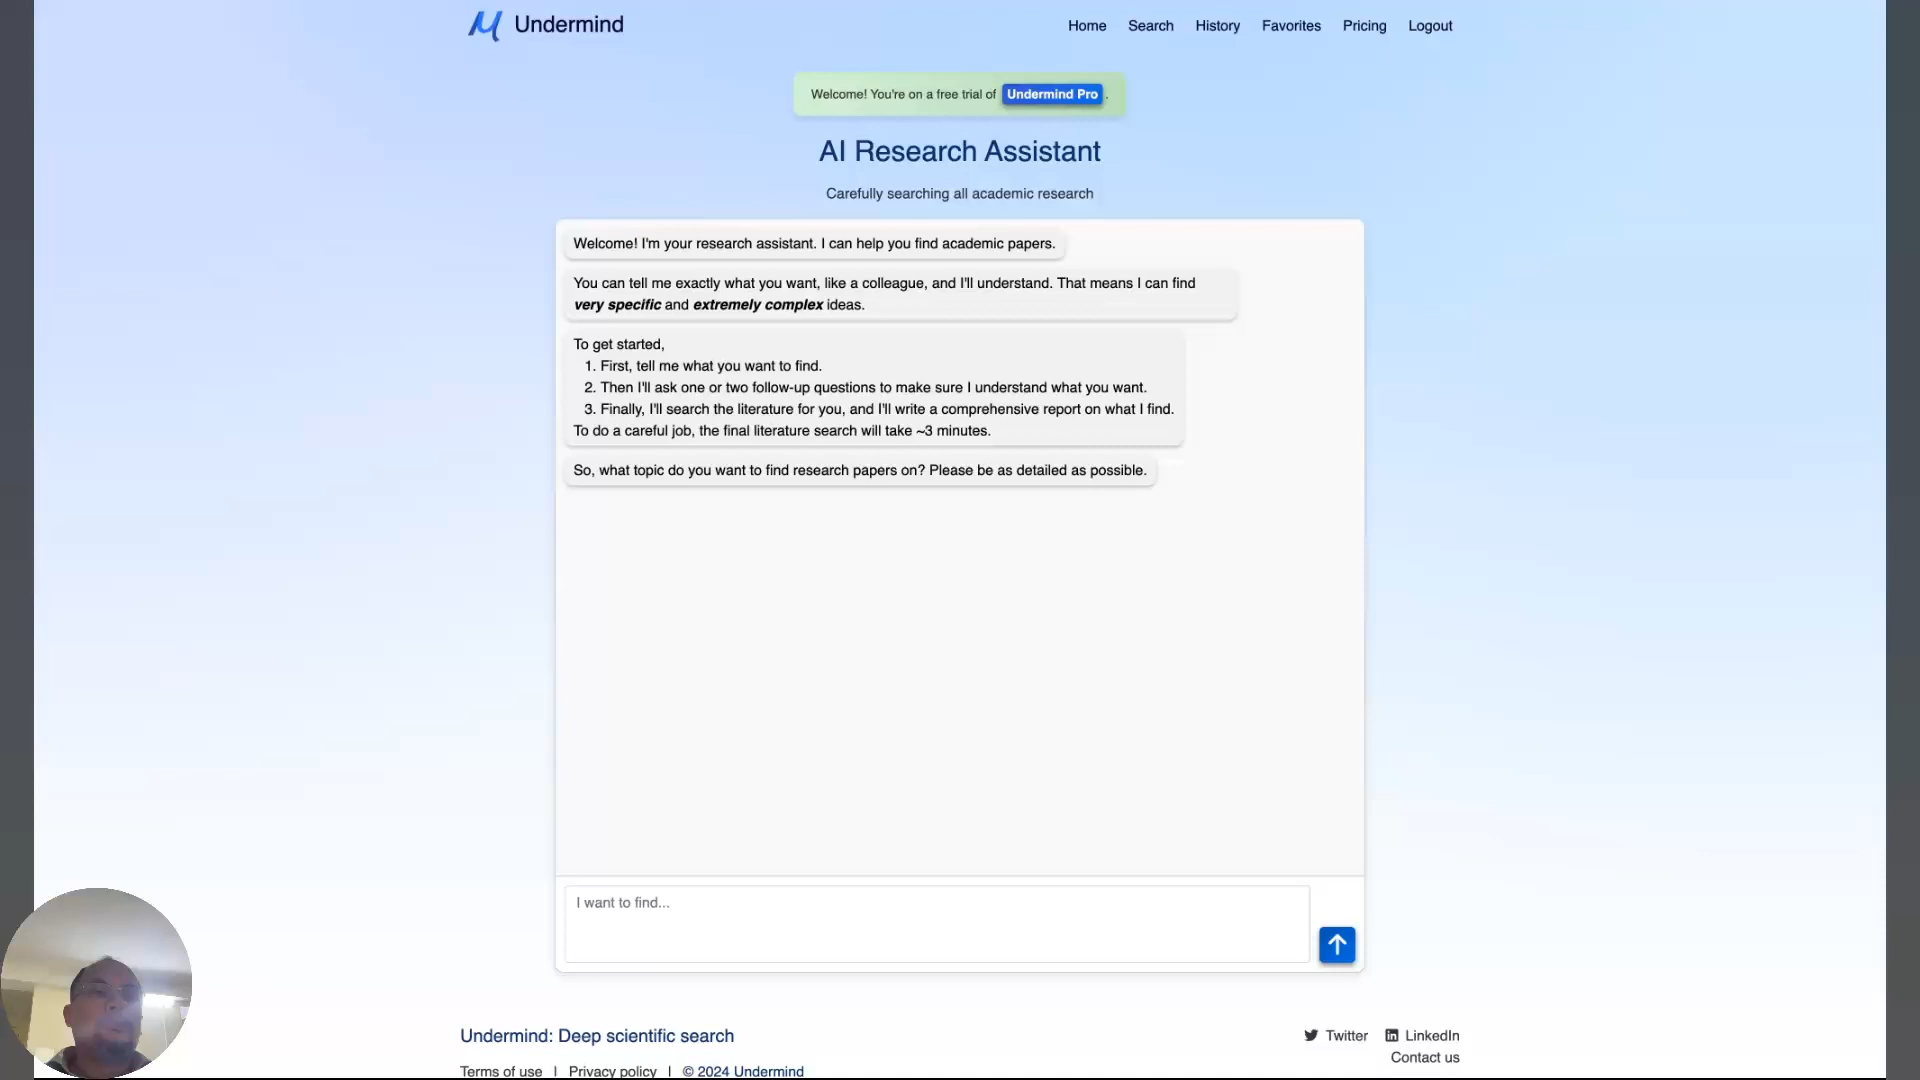 Undermind
Home Search History Favorites Pricing Logout
Welcome! You're on a free trial of Undermind Pro .
AI Research Assistant
Carefully searching all academic research
Welcome! I'm your research assistant. I can help you find academic papers.
You can tell me exactly what you want, like a colleague, and I'll understand. That means I can find
very specific and extremely complex ideas.
To get started,
1. First, tell me what you want to find.
2. Then I'll ask one or two follow-up questions to make sure I understand what you want.
3. Finally, I'll search the literature for you, and I'll write a comprehensive report on what I find.
To do a careful job, the final literature search will take ~3 minutes.
So, what topic do you want to find research papers on? Please be as detailed as possible.
I want to find...
Undermind: Deep scientific search
Twitter LinkedIn
Contact us
Terms of use | Privacy policy | © 2024 Undermind